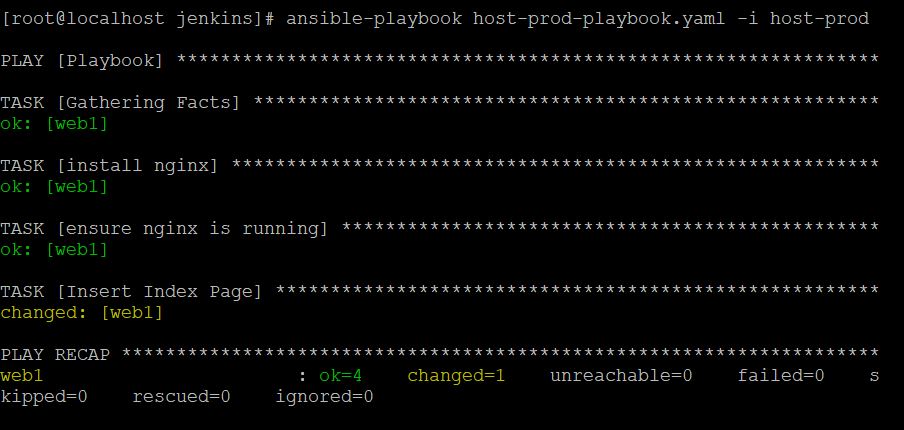 [root@localhost jenkins]# ansible-playbook host-prod-playbook.yaml -i host-prod
PLAY [Playbook] ****************************************************************
TASK [Gathering Facts] *********************************************************
ok: [web1]
TASK [install nginx] ***********************************************************
ok: [web1]
TASK [ensure nginx is running] *************************************************
ok: [web1]
TASK [Insert Index Page] *******************************************************
changed: [web1]
PLAY RECAP *********************************************************************
web1                       : ok=4    changed=1    unreachable=0    failed=0    s
kipped=0    rescued=0    ignored=0